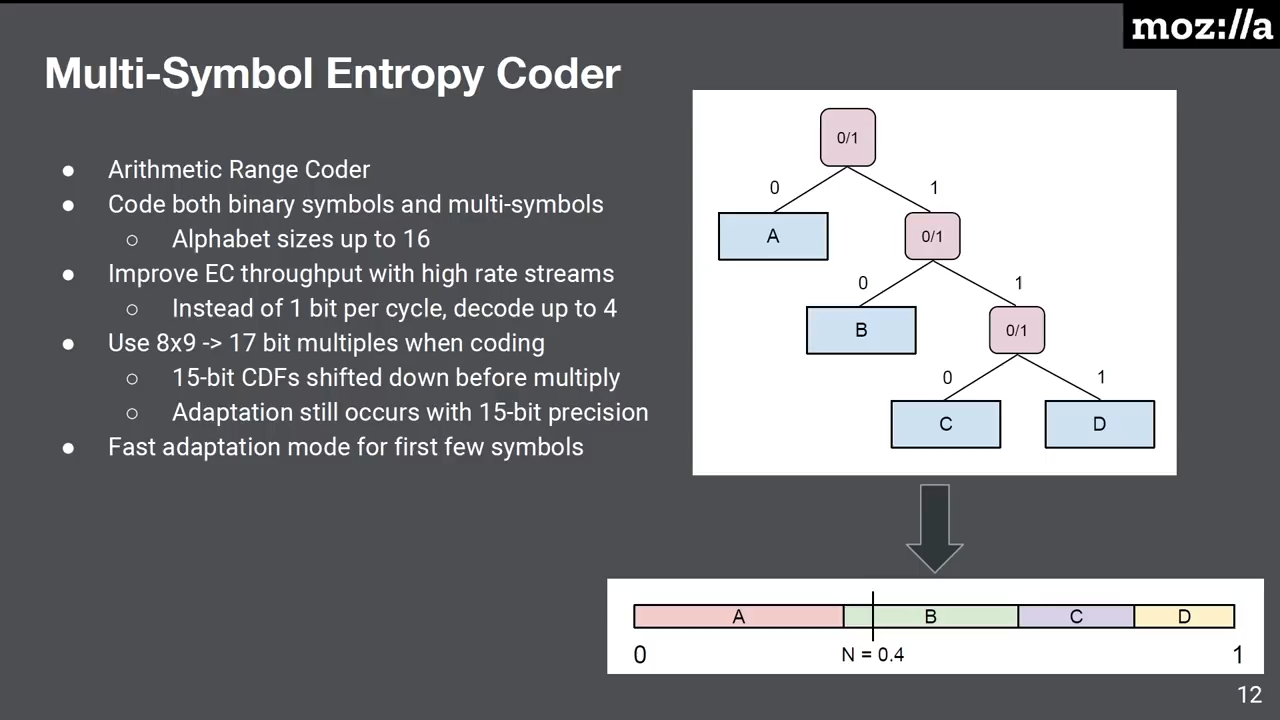 moz://a
Multi-Symbol Entropy Coder
● Arithmetic Range Coder
● Code both binary symbols and multi-symbols
○ Alphabet sizes up to 16
● Improve EC throughput with high rate streams
○ Instead of 1 bit per cycle, decode up to 4
● Use 8x9 -> 17 bit multiples when coding
○ 15-bit CDFs shifted down before multiply
○ Adaptation still occurs with 15-bit precision
● Fast adaptation mode for first few symbols
0/1
0 1
A 0/1
0 1
B 0/1
0 1
C D
A B C D
0 N = 0.4 1
12